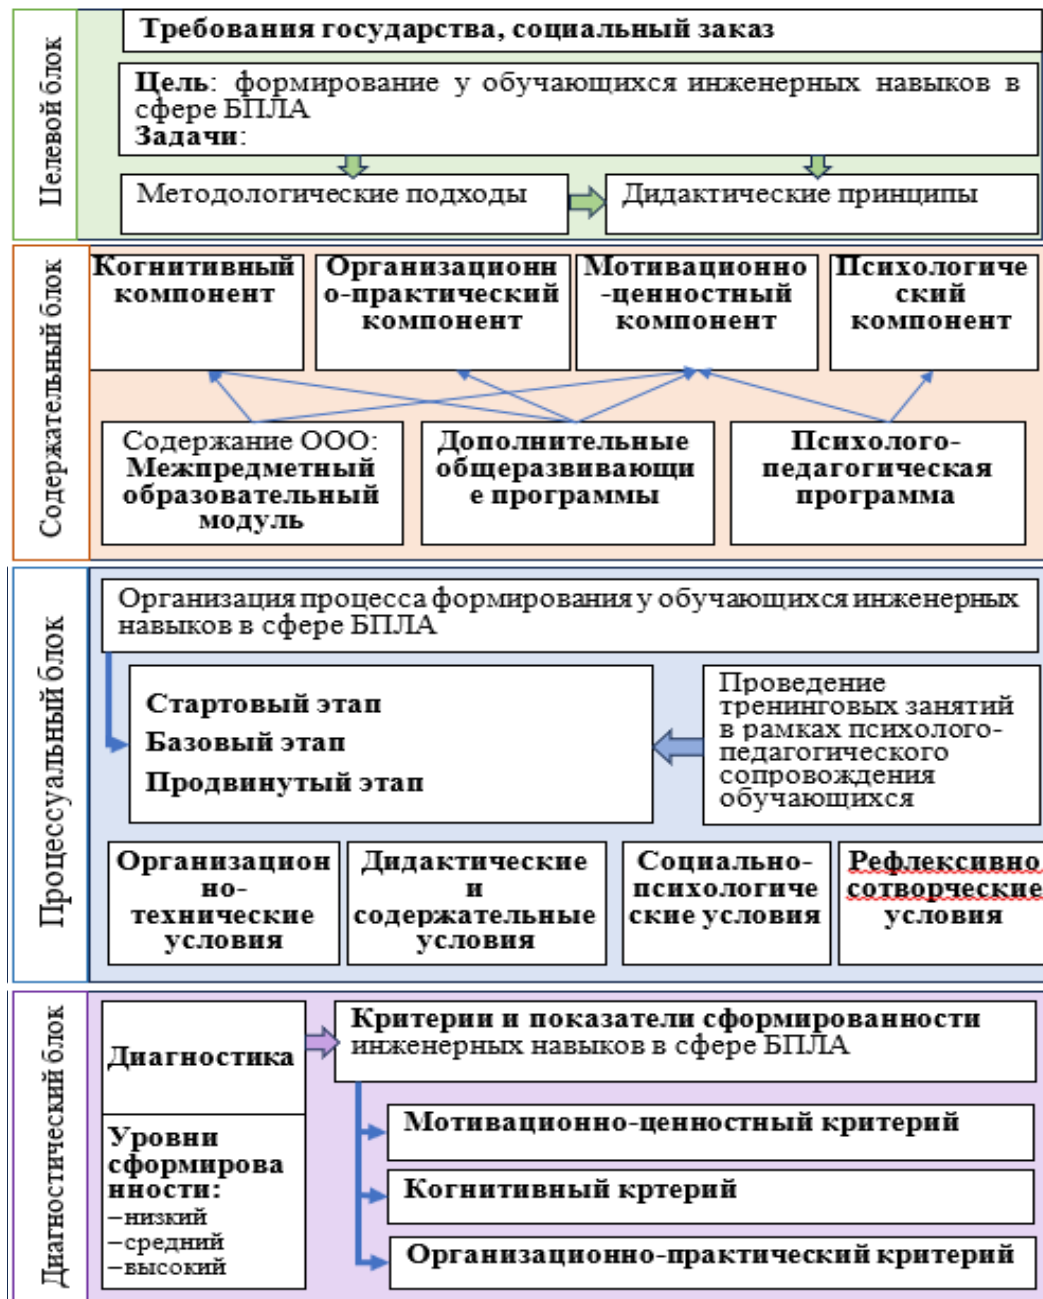 Целевой блок
Требования государства, социальный заказ
Цель: формирование у обучающихся инженерных навыков в
сфере БПЛА
Задачи:
Методологические подходы
Дидактические принципы
Содержательный блок
Когнитивный
компонент
Организационн
о-практический
компонент
Мотивационно
-ценностный
компонент
Психологиче
ский
компонент
Содержание ООО:
Межпредметный
образовательный
модуль
Дополнительные
общеразвивающи
е программы
Психолого-
педагогическая
программа
Процессуальный блок
Организация процесса формирования у обучающихся инженерных
навыков в сфере БПЛА
Стартовый этап
Базовый этап
Продвинутый этап
Проведение
тренинговых занятий
в рамках психолого-
педагогического
сопровождения
обучающихся
Организацион
но-
технические
условия
Дидактические
и
содержательные
условия
Социально-
психологиче
ские условия
Рефлексивно
сотворческие
условия
Диагностический блок
Диагностика
Уровни
сформирова
нности:
–низкий
–средний
–высокий
Критерии и показатели сформированности
инженерных навыков в сфере БПЛА
Мотивационно-ценностный критерий
Когнитивный кртерий
Организационно-практический критерий